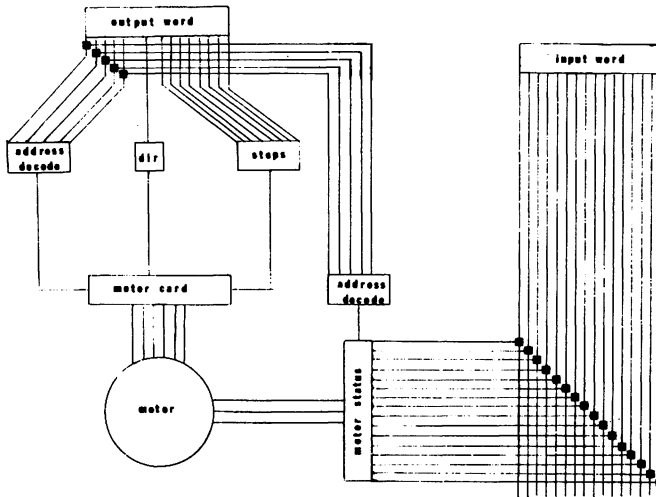 output word
input word
address
decode
dir
steps
motor card
address
decode
motor
motor status